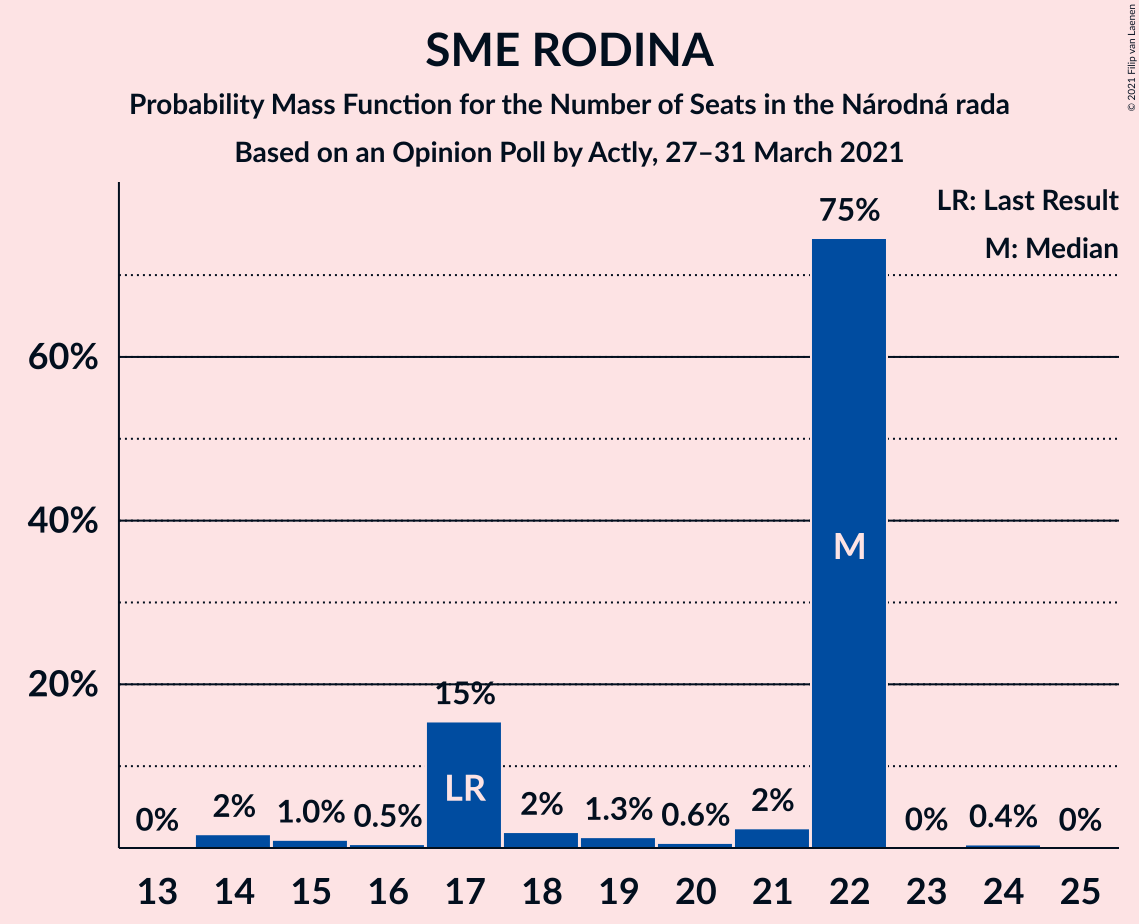 SME RODINA
Probability Mass Function for the Number of Seats in the Národná rada
Based on an Opinion Poll by Actly, 27–31 March 2021
© 2021 Filip van Laenen
LR: Last Result
M: Median
60%
40%
20%
0%
2%
1.0%
0.5%
15%
LR
2%
1.3%
0.6%
2%
75%
M
0%
0.4%
0%
13 14 15 16 17 18 19 20 21 22 23 24 25